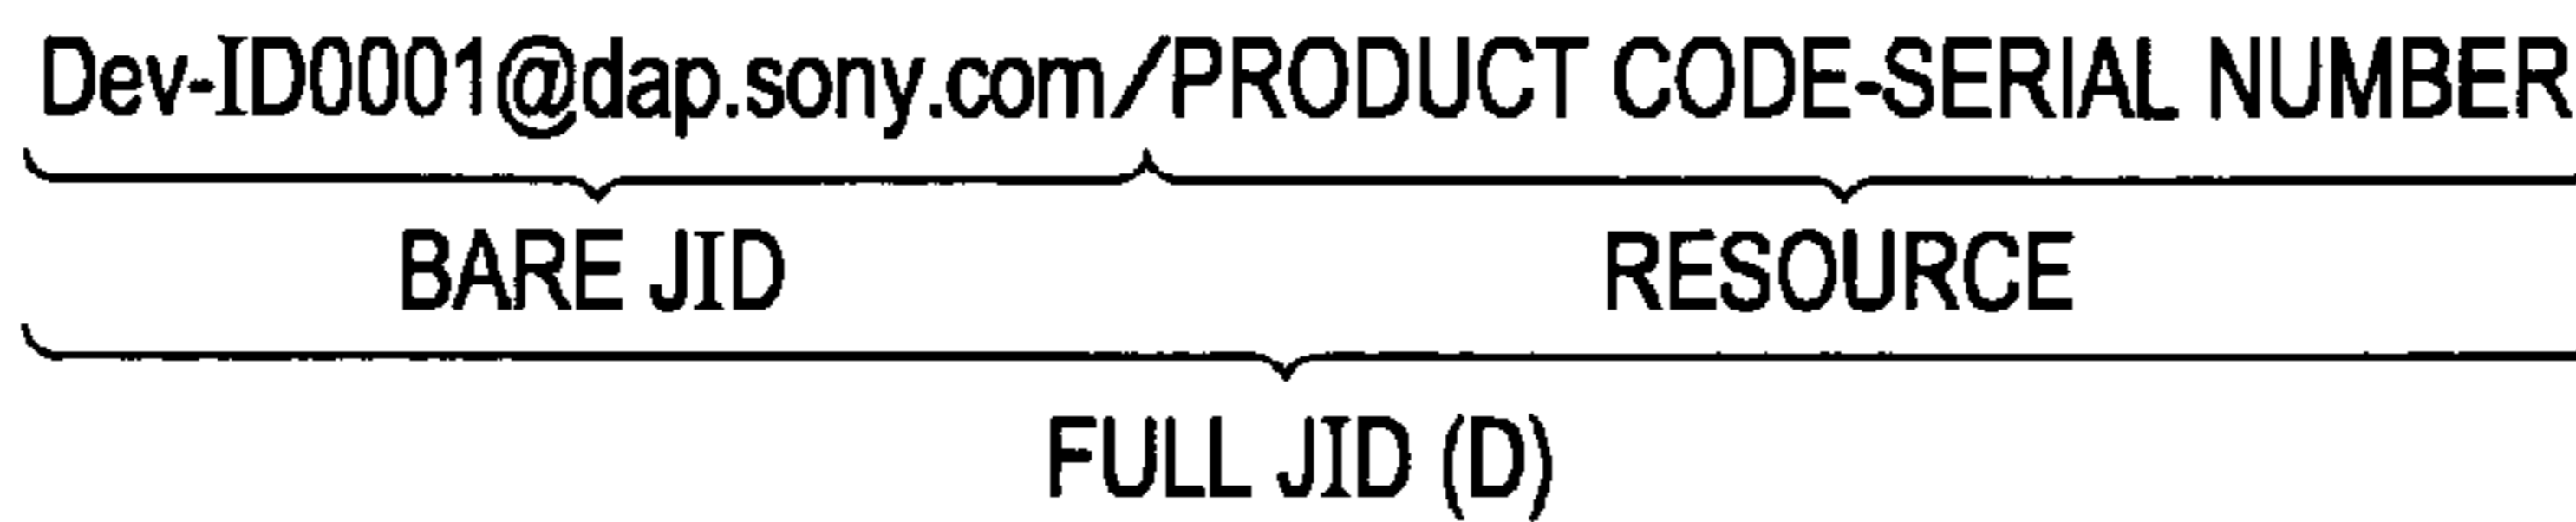 Dev-ID0001@dap.sony.com/PRODUCT CODE-SERIAL NUMBER
BARE JID RESOURCE
FULL JID (D)